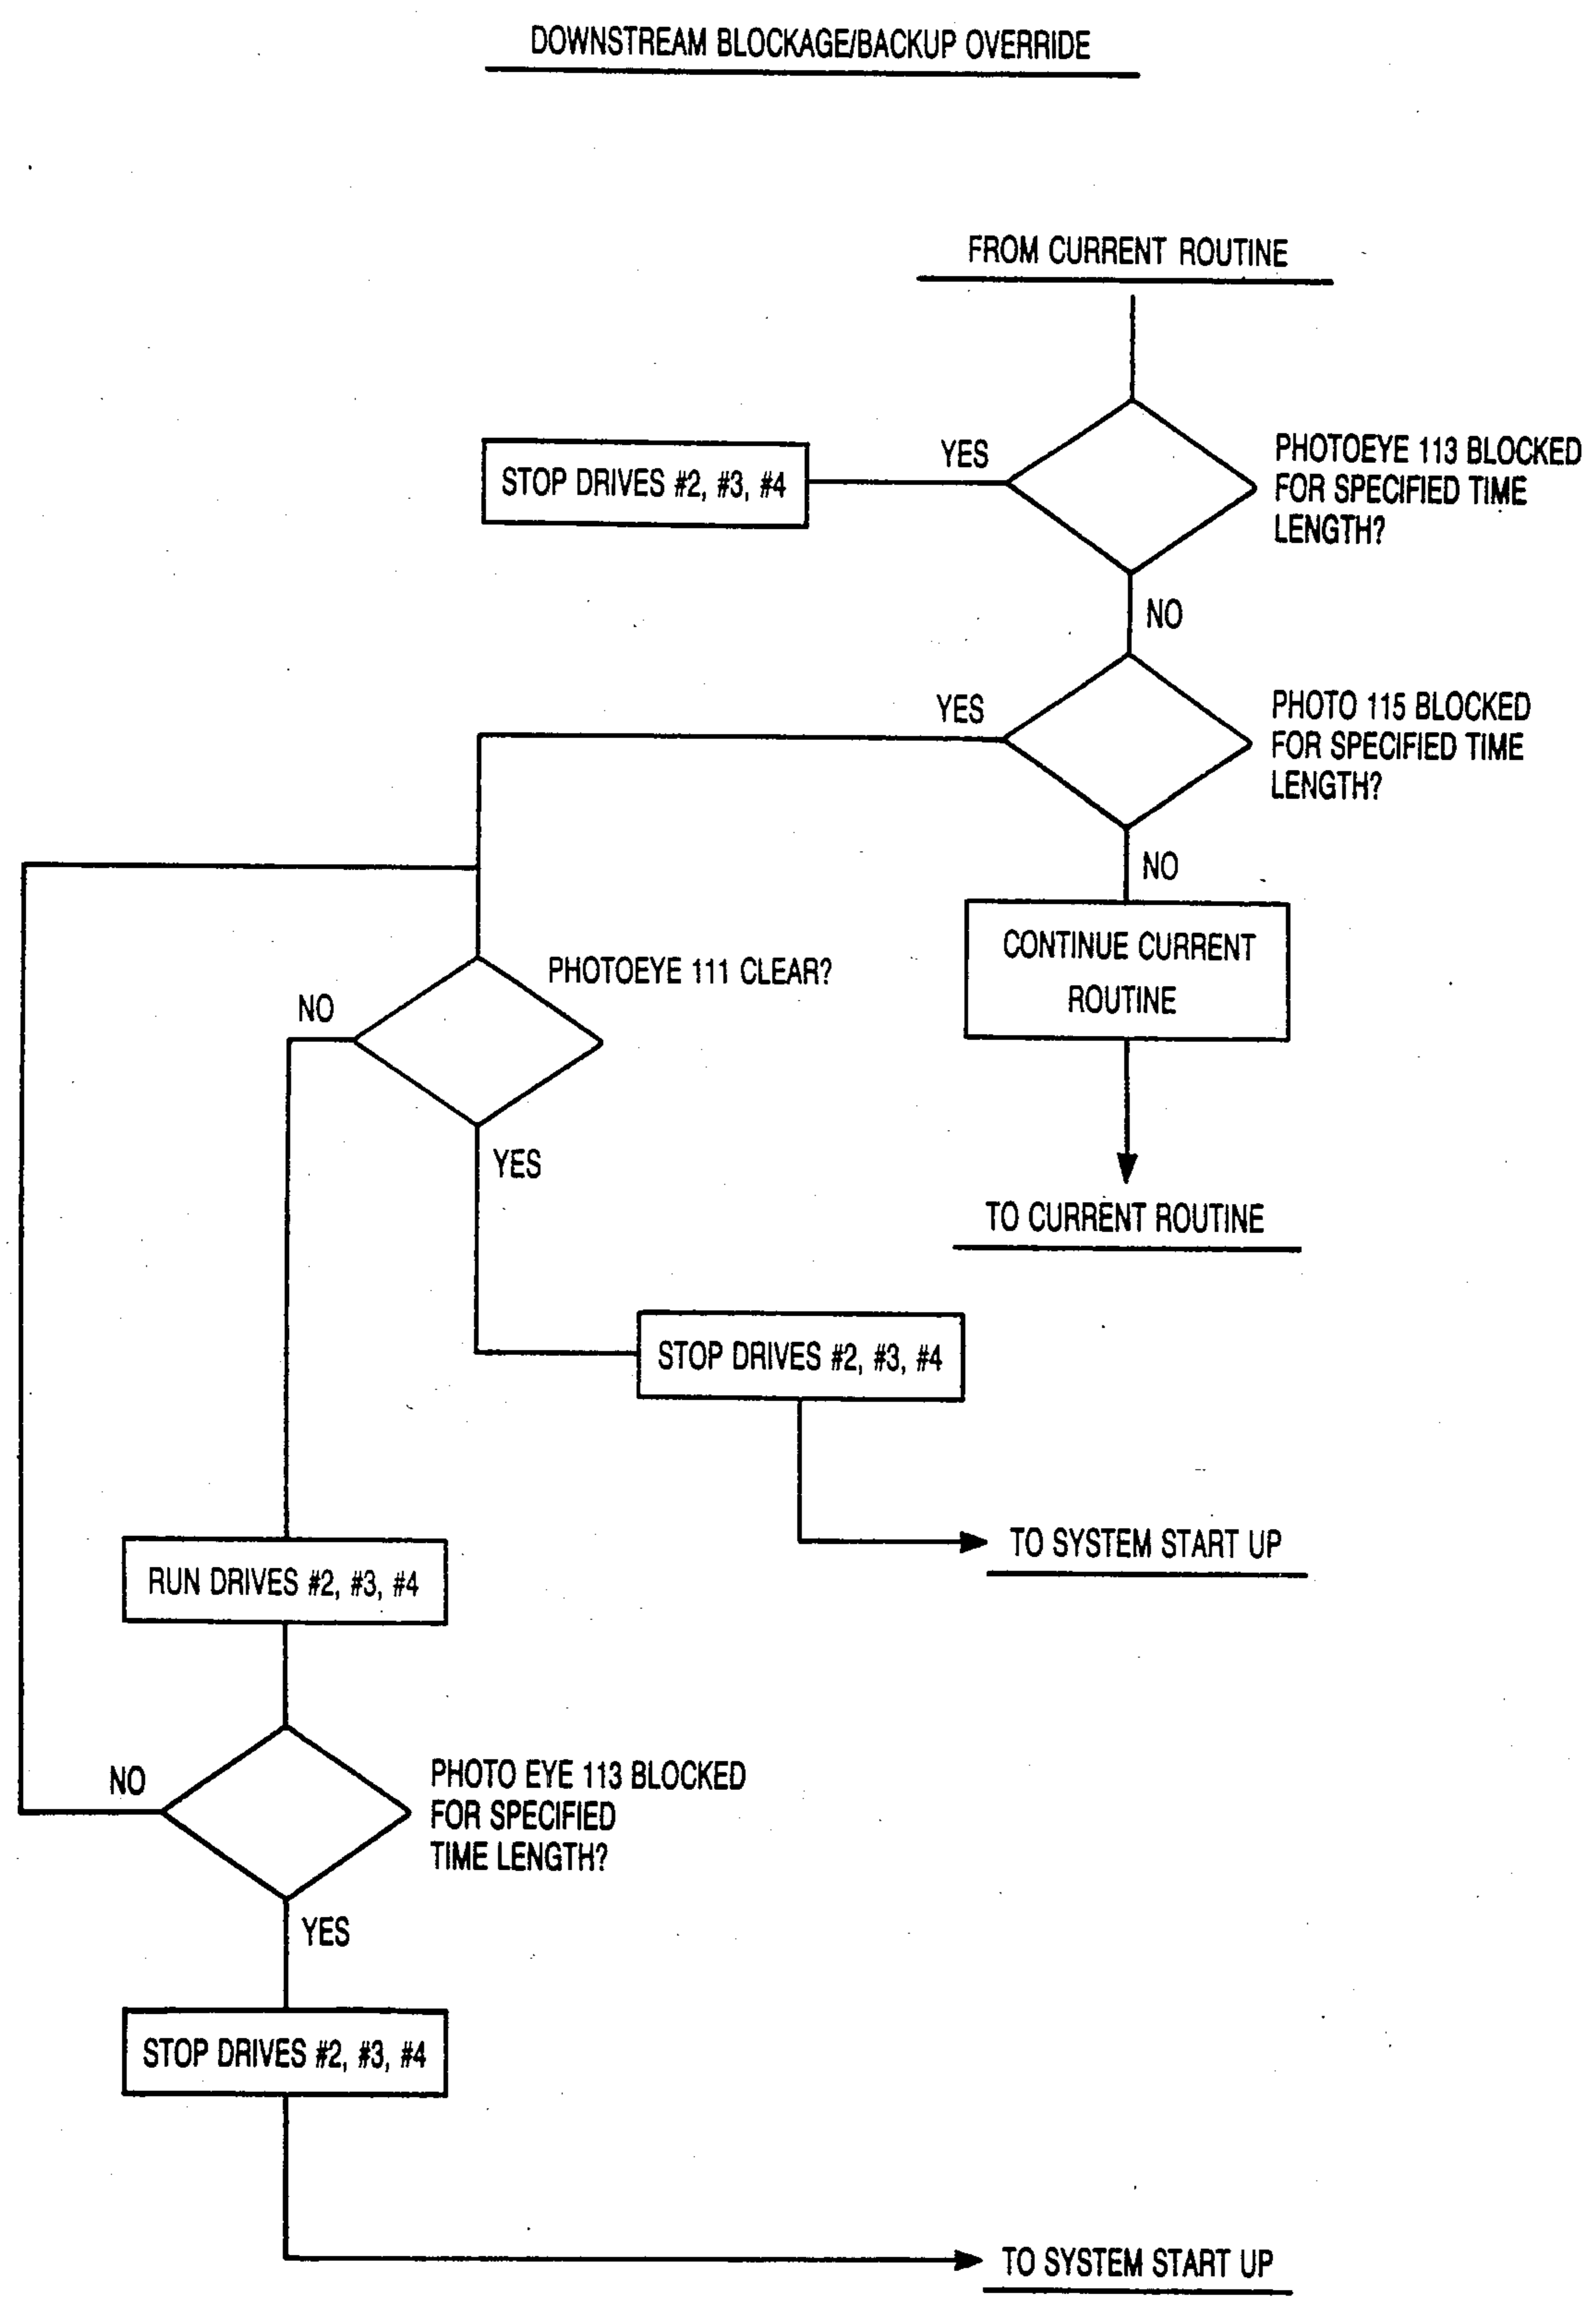 DOWNSTREAM BLOCKAGE/BACKUP OVERRIDE
FROM CURRENT ROUTINE
YES
STOP DRIVES #2, #3, #4
PHOTOEYE 113 BLOCKED
FOR SPECIFIED TIME
LENGTH?
NO
YES
PHOTO 115 BLOCKED
FOR SPECIFIED TIME
LENGTH?
NO
CONTINUE CURRENT
ROUTINE
PHOTOEYE 111 CLEAR?
NO
YES
TO CURRENT ROUTINE
STOP DRIVES #2, #3, #4
TO SYSTEM START UP
RUN DRIVES #2, #3, #4
NO
PHOTO EYE 113 BLOCKED
FOR SPECIFIED
TIME LENGTH?
YES
STOP DRIVES #2, #3, #4
TO SYSTEM START UP